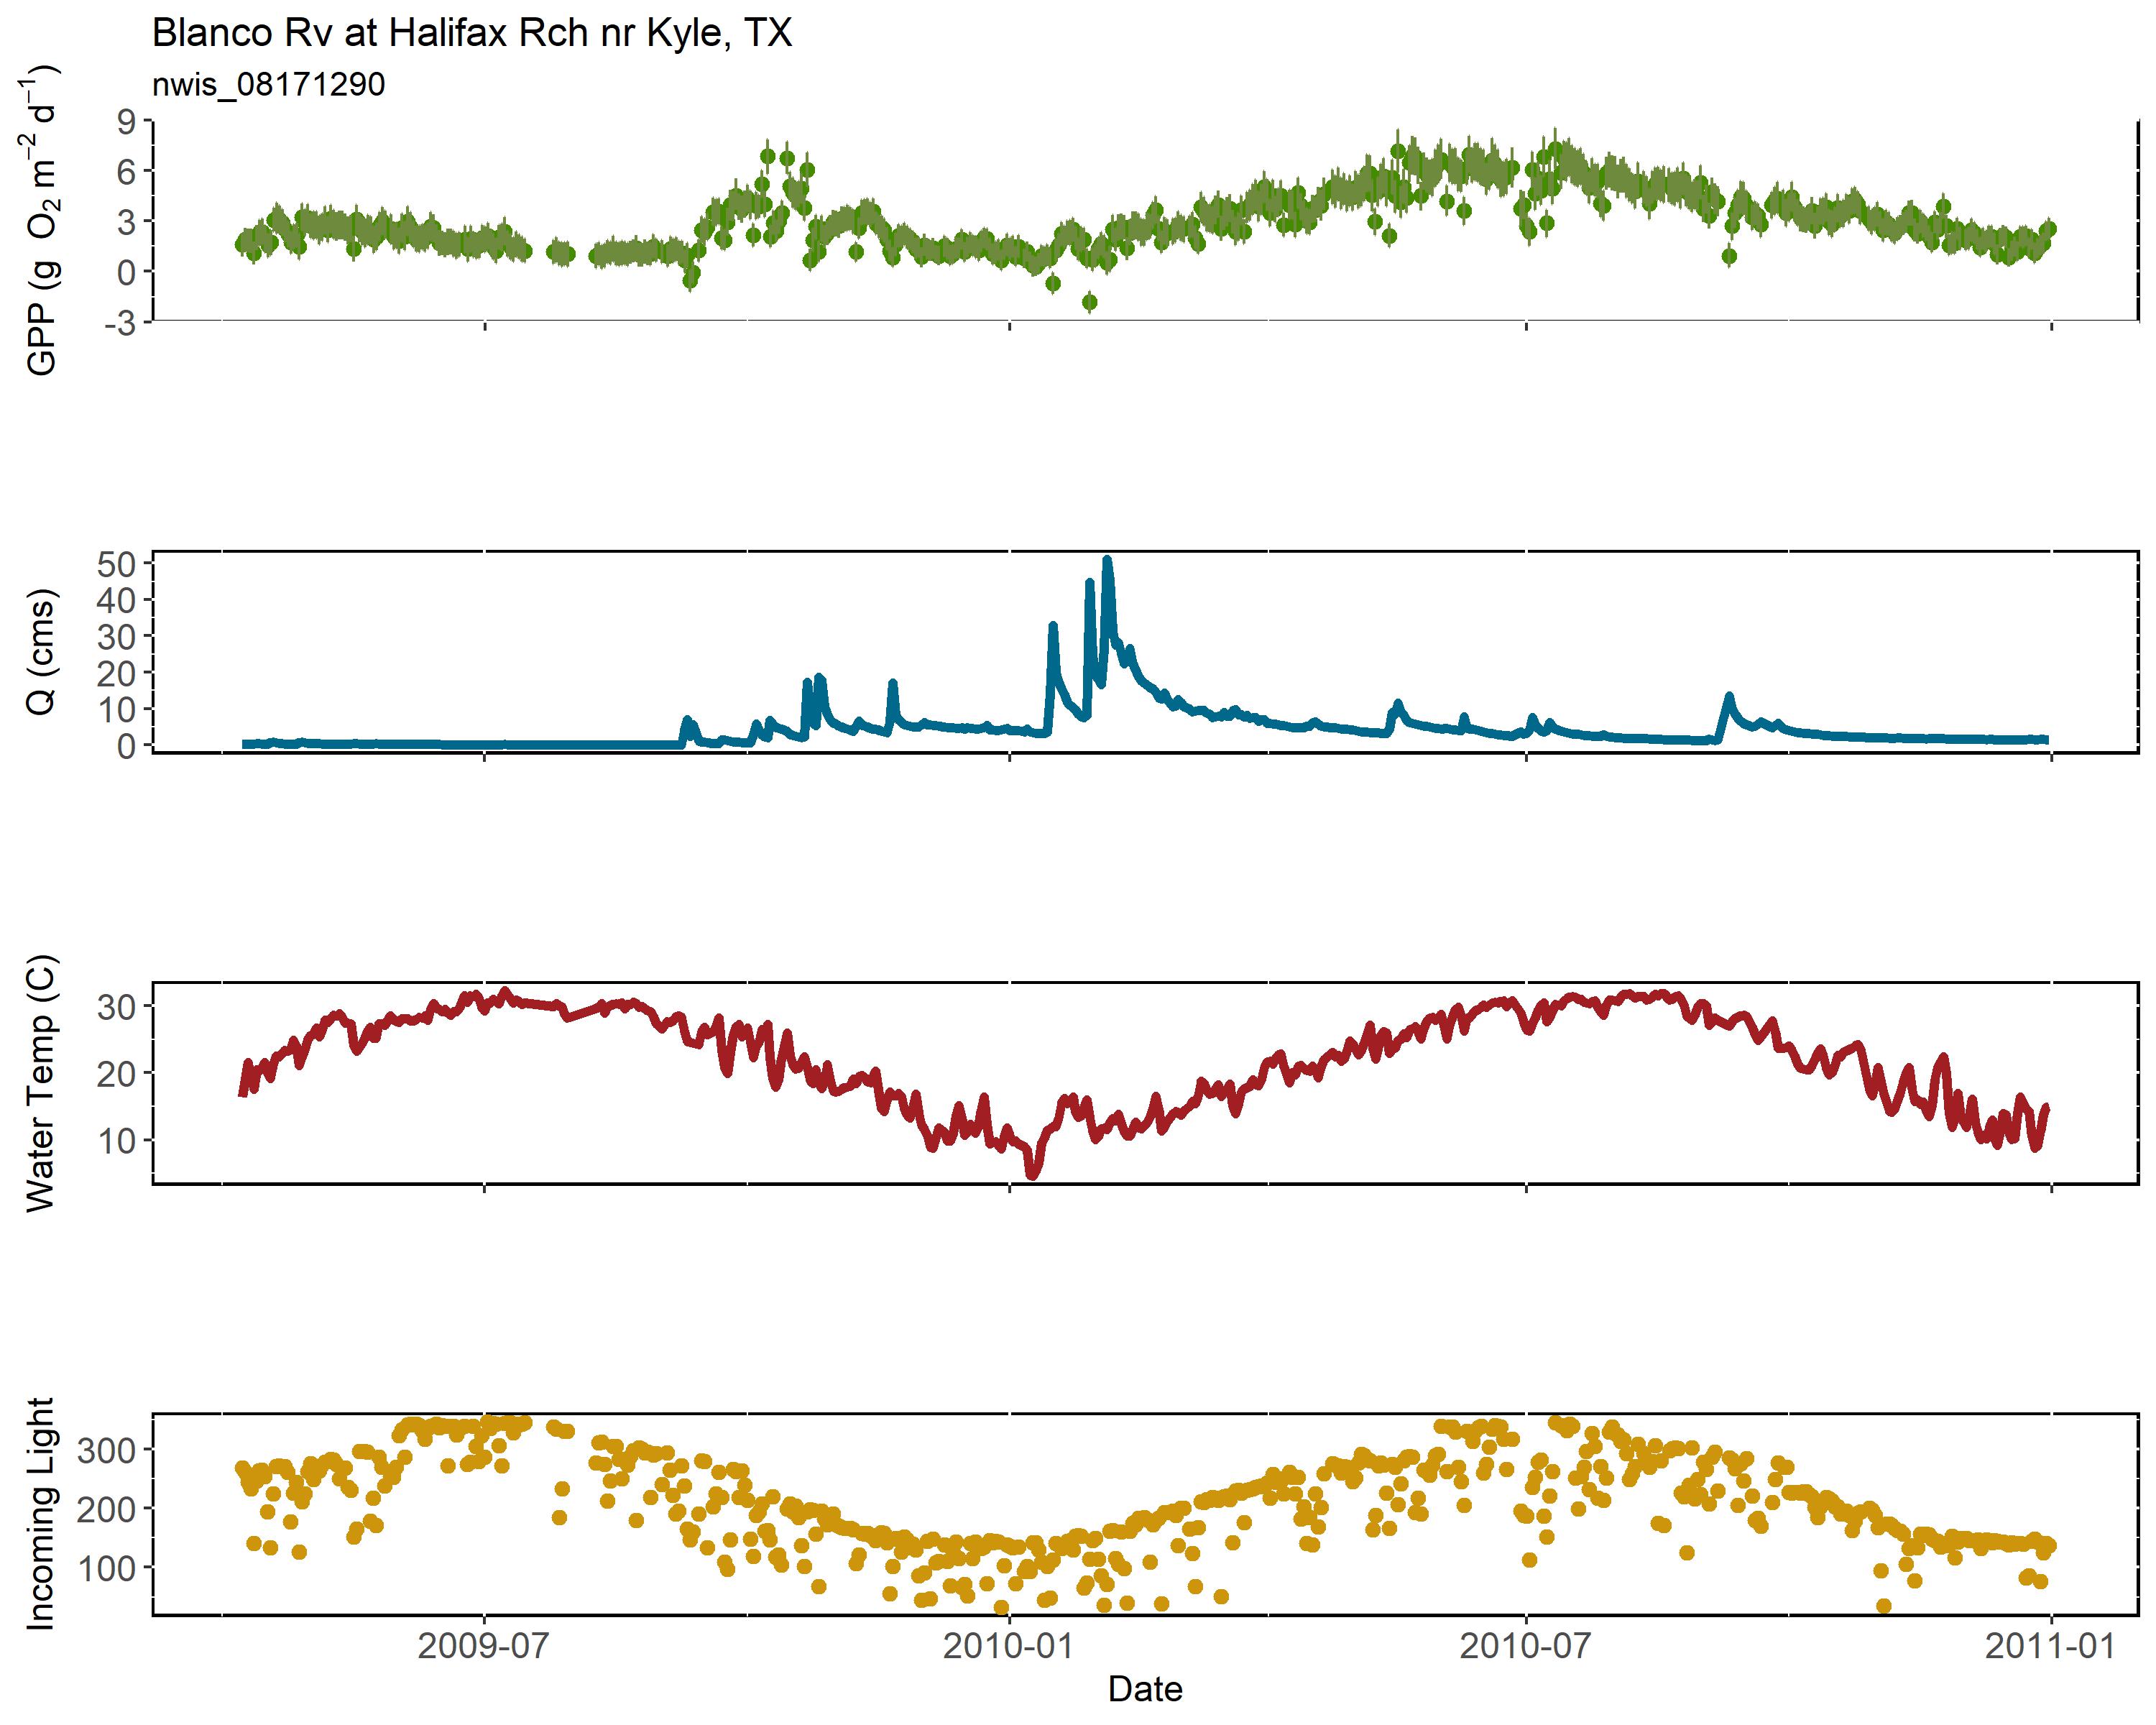 Blanco Rv at Halifax Rch nr Kyle, TX
nwis_08171290
GPP (g O₂ m⁻² d⁻¹)
9
6
3
0
-3
Q (cms)
50
40
30
20
10
0
Water Temp (C)
30
20
10
Incoming Light
300
200
100
2009-07 2010-01 2010-07 2011-01
Date